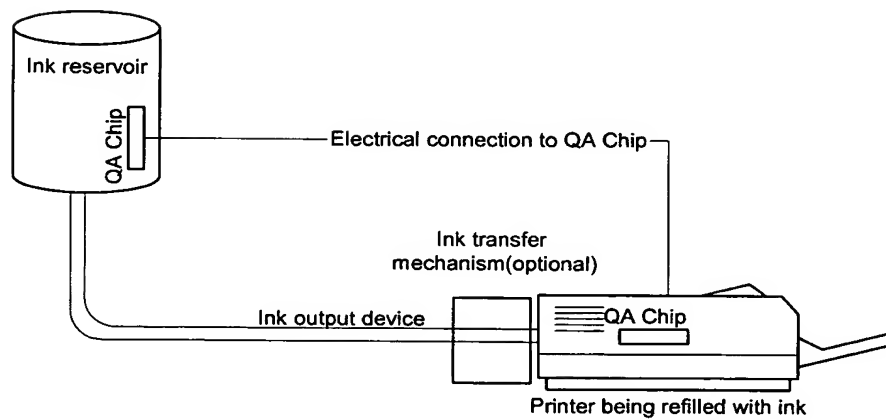 Ink reservoir
QA Chip
Electrical connection to QA Chip
Ink transfer
mechanism(optional)
Ink output device
QA Chip
Printer being refilled with ink